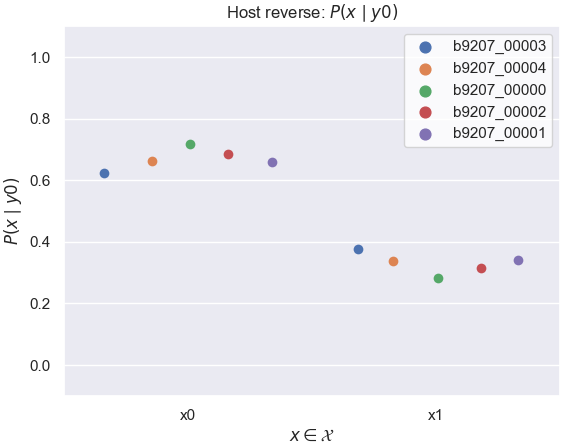 Host reverse: P(x | y0)
1.0
0.8
0.6
0.4
0.2
0.0
P(x | y0)
b9207_00003
b9207_00004
b9207_00000
b9207_00002
b9207_00001
x0
x1
x ∈ 𝒳